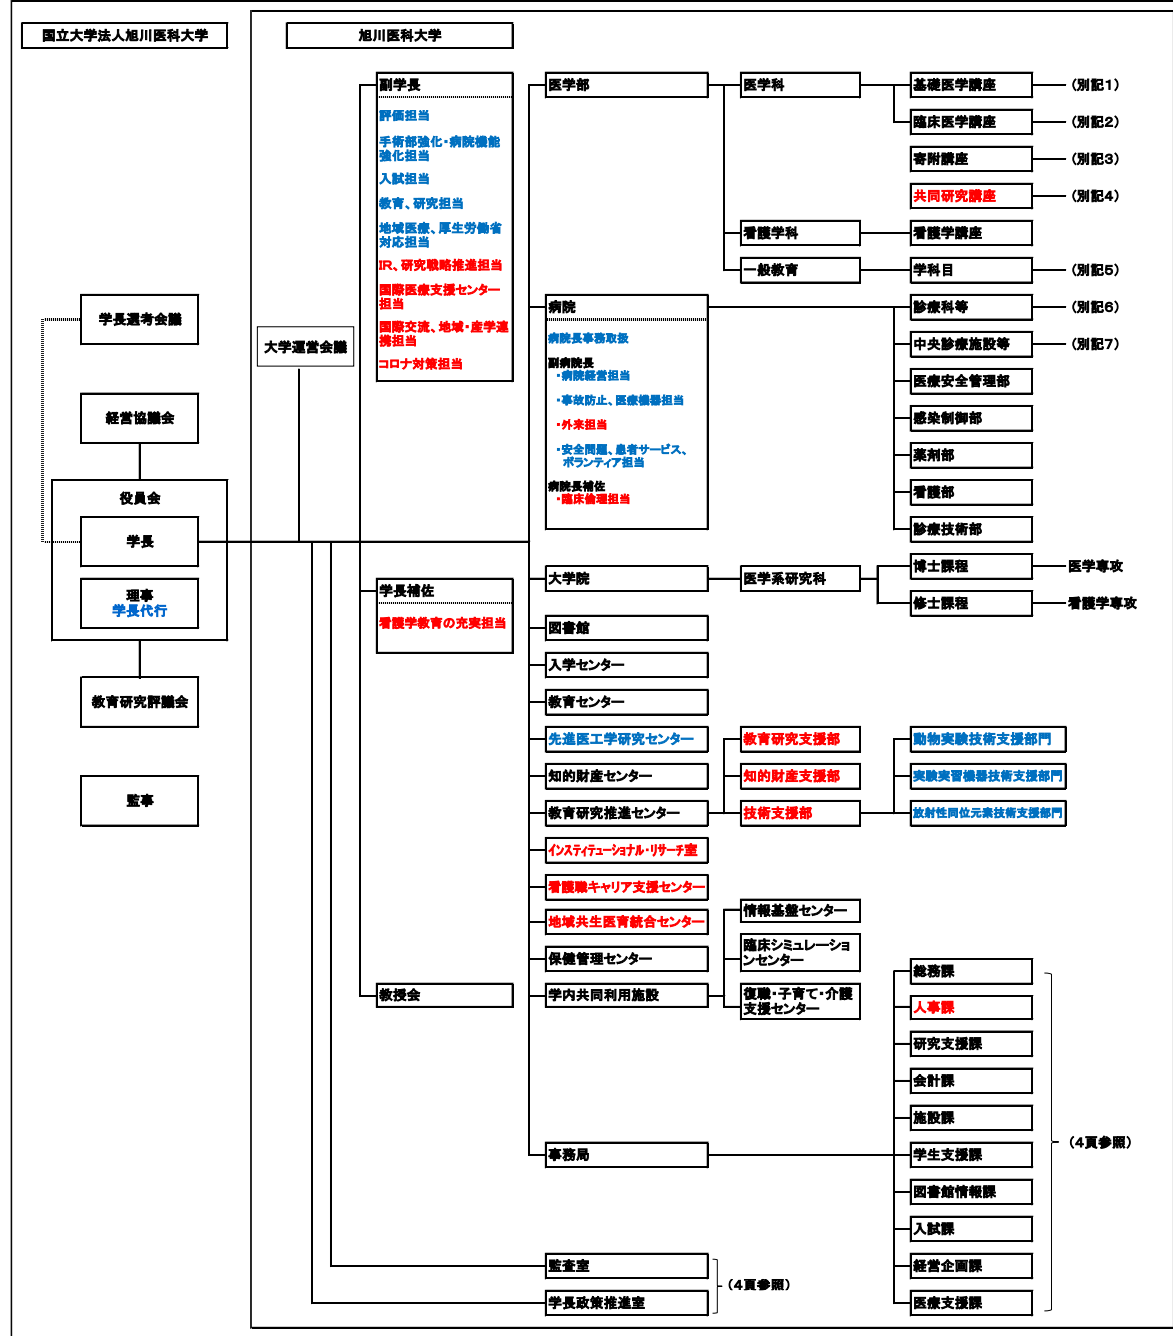 国立大学法人旭川医科大学
旭川医科大学
学長選考会議
経営協議会
役員会
学長
理事
学長代行
教育研究評議会
監事
大学運営会議
副学長
評価担当
手術部強化・病院機能
強化担当
入試担当
教育、研究担当
地域医療、厚生労働省
対応担当
IR、研究戦略推進担当
国際医療支援センター
担当
国際交流、地域・産学連
携担当
コロナ対策担当
学長補佐
看護学教育の充実担当
教授会
医学部
医学科
基礎医学講座
(別記1)
臨床医学講座
(別記2)
寄附講座
(別記3)
共同研究講座
(別記4)
看護学科
看護学講座
一般教育
学科目
(別記5)
病院
病院長事務取扱
副病院長
・病院経営担当
・事故防止、医療機器担当
・外来担当
・安全問題、患者サービス、
ボランティア担当
病院長補佐
・臨床倫理担当
診療科等
(別記6)
中央診療施設等
(別記7)
医療安全管理部
感染制御部
薬剤部
看護部
診療技術部
大学院
医学系研究科
博士課程
医学専攻
修士課程
看護学専攻
図書館
入学センター
教育センター
先進医工学研究センター
知的財産センター
教育研究推進センター
教育研究支援部
知的財産支援部
技術支援部
動物実験技術支援部門
実験実習機器技術支援部門
放射性同位元素技術支援部門
インスティテューショナル・リサーチ室
看護職キャリア支援センター
地域共生医育統合センター
保健管理センター
学内共同利用施設
情報基盤センター
臨床シミュレーショ
ンセンター
復職・子育て・介護
支援センター
事務局
総務課
人事課
研究支援課
会計課
施設課
学生支援課
図書館情報課
入試課
経営企画課
医療支援課
(4頁参照)
監査室
学長政策推進室
(4頁参照)